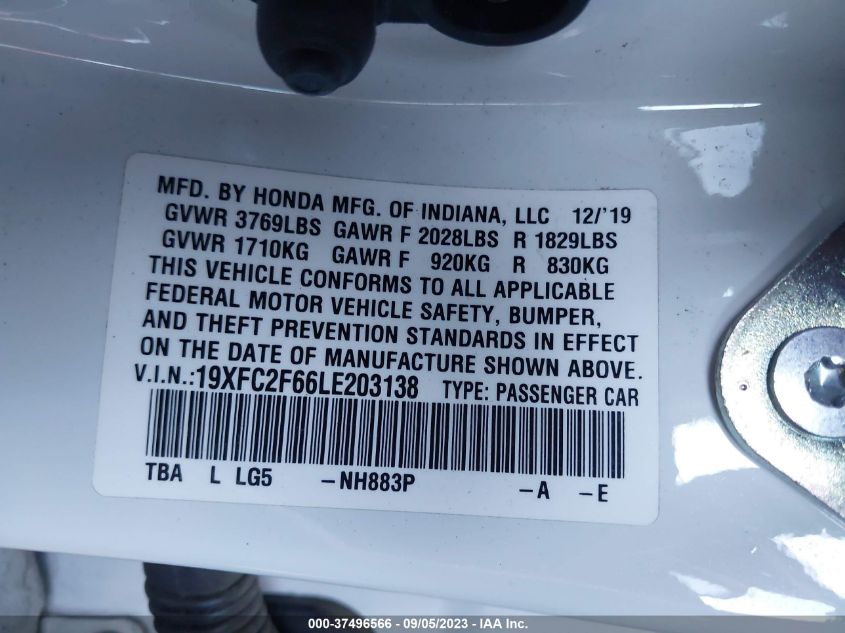 MFD. BY HONDA MFG. OF INDIANA, LLC 12/'19
GVWR 3769LBS GAWR F 2028LBS R 1829LBS
GVWR 1710KG GAWR F 920KG R 830KG
THIS VEHICLE CONFORMS TO ALL APPLICABLE
FEDERAL MOTOR VEHICLE SAFETY, BUMPER,
AND THEFT PREVENTION STANDARDS IN EFFECT
ON THE DATE OF MANUFACTURE SHOWN ABOVE.
V.I.N.:19XFC2F66LE203138 TYPE: PASSENGER CAR
TBA L LG5 -NH883P -A -E
000-37496566 - 09/05/2023 - IAA Inc.